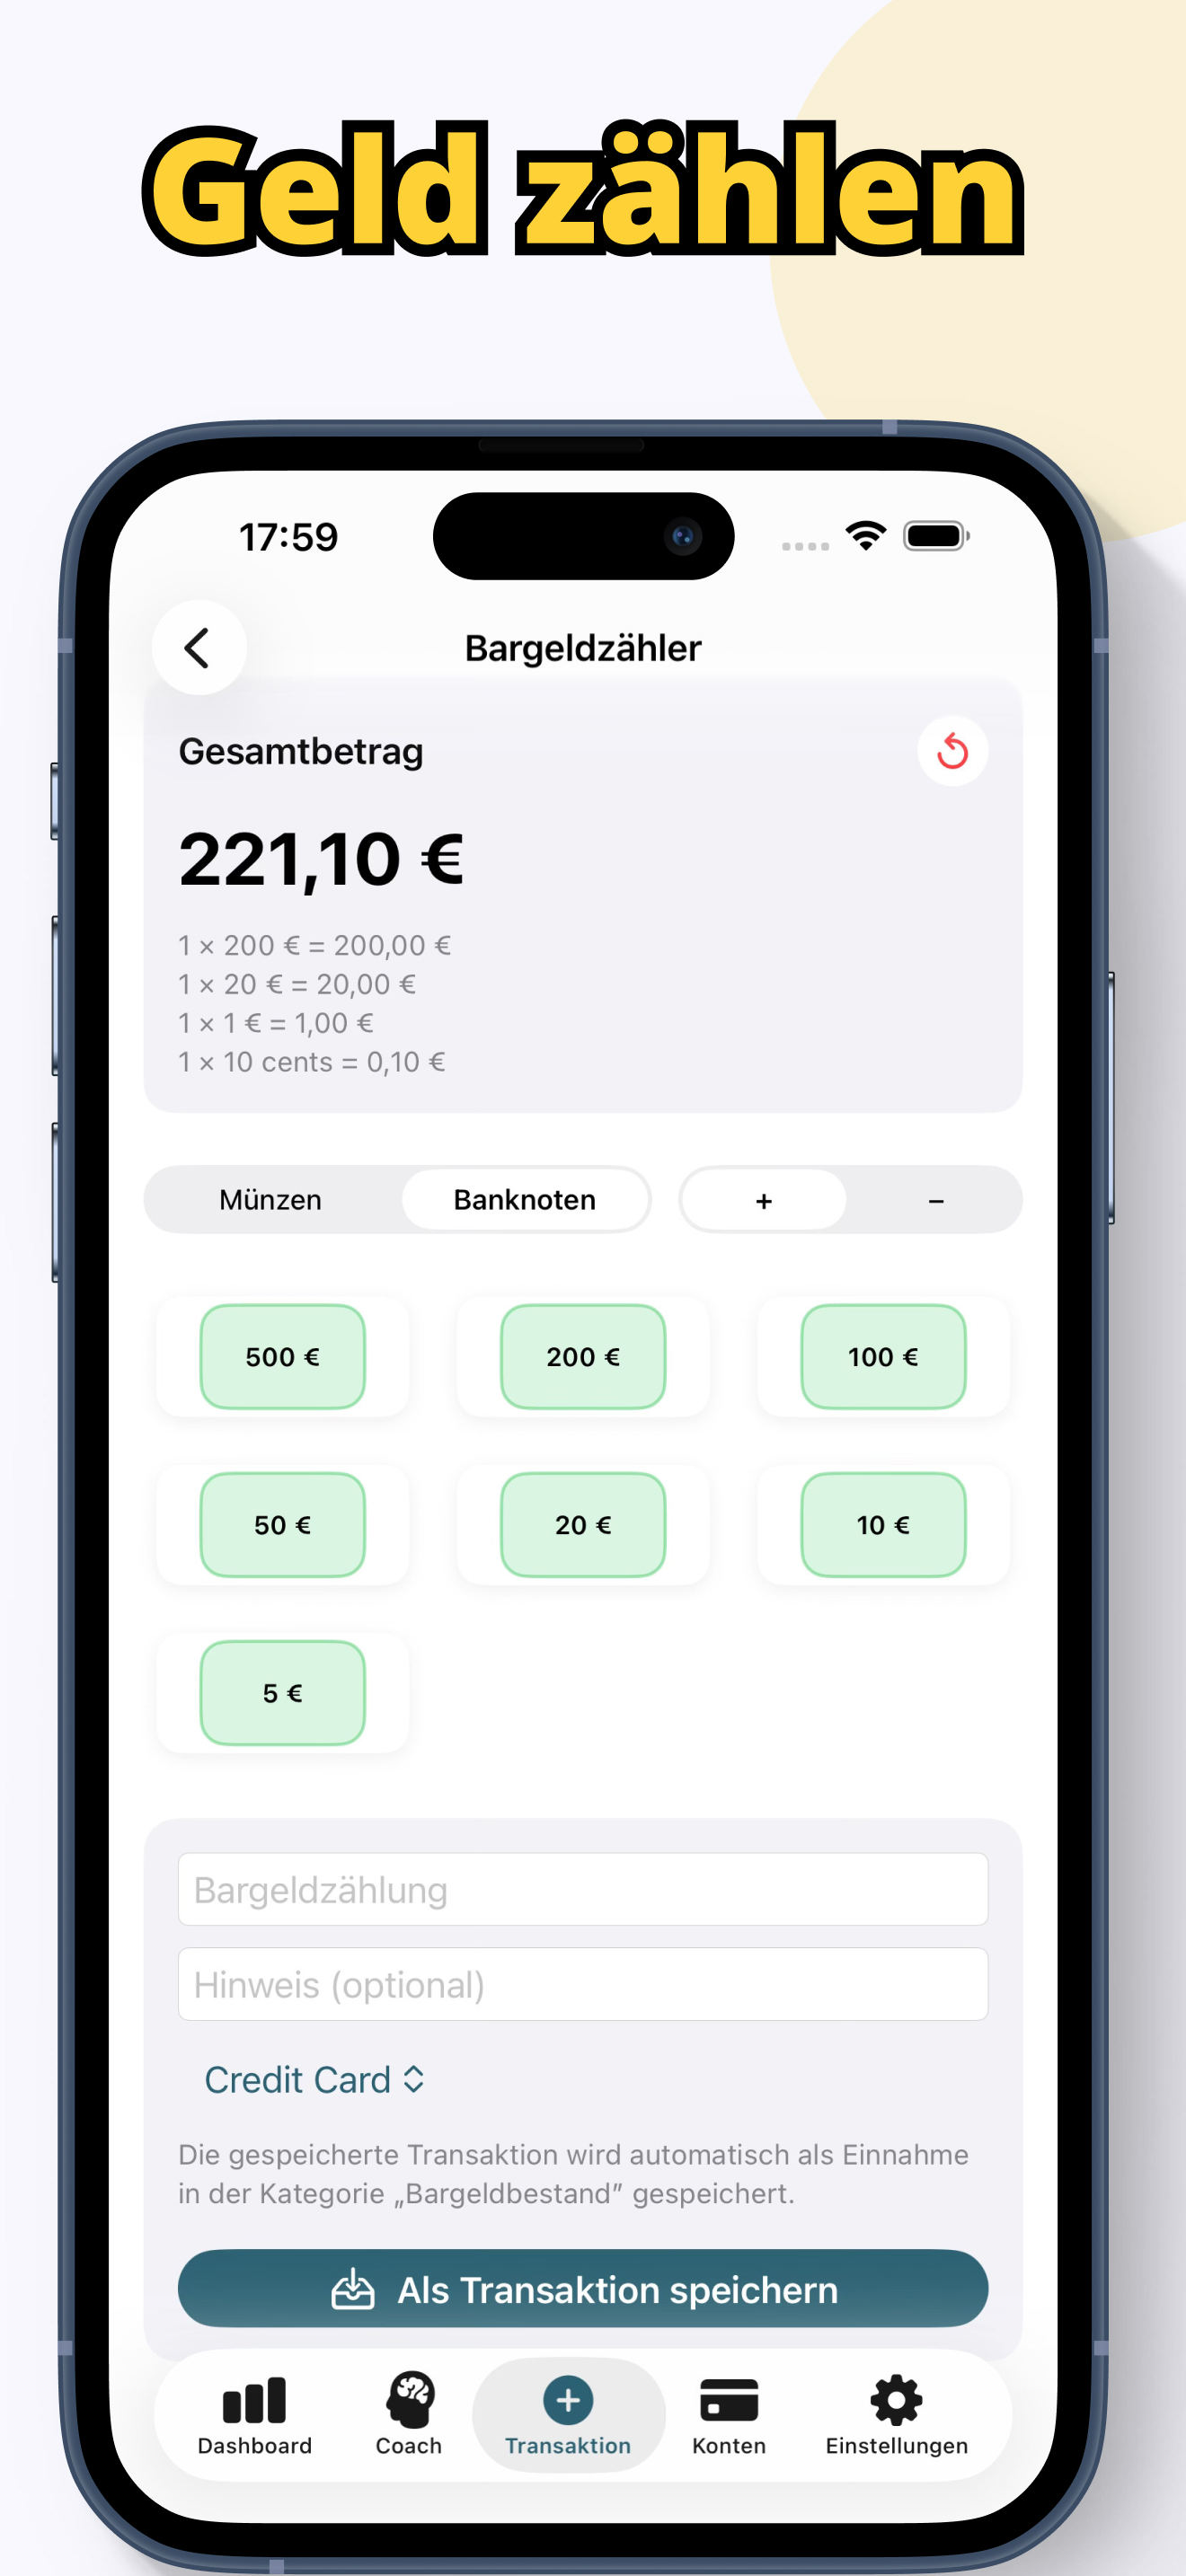 Geld zählen
17:59
Bargeldzähler
Gesamtbetrag
221,10 €
1 × 200 € = 200,00 €
1 × 20 € = 20,00 €
1 × 1 € = 1,00 €
1 × 10 cents = 0,10 €
Münzen Banknoten + −
500 € 200 € 100 €
50 € 20 € 10 €
5 €
Bargeldzählung
Hinweis (optional)
Credit Card
Die gespeicherte Transaktion wird automatisch als Einnahme
in der Kategorie „Bargeldbestand” gespeichert.
Als Transaktion speichern
Dashboard Coach Transaktion Konten Einstellungen